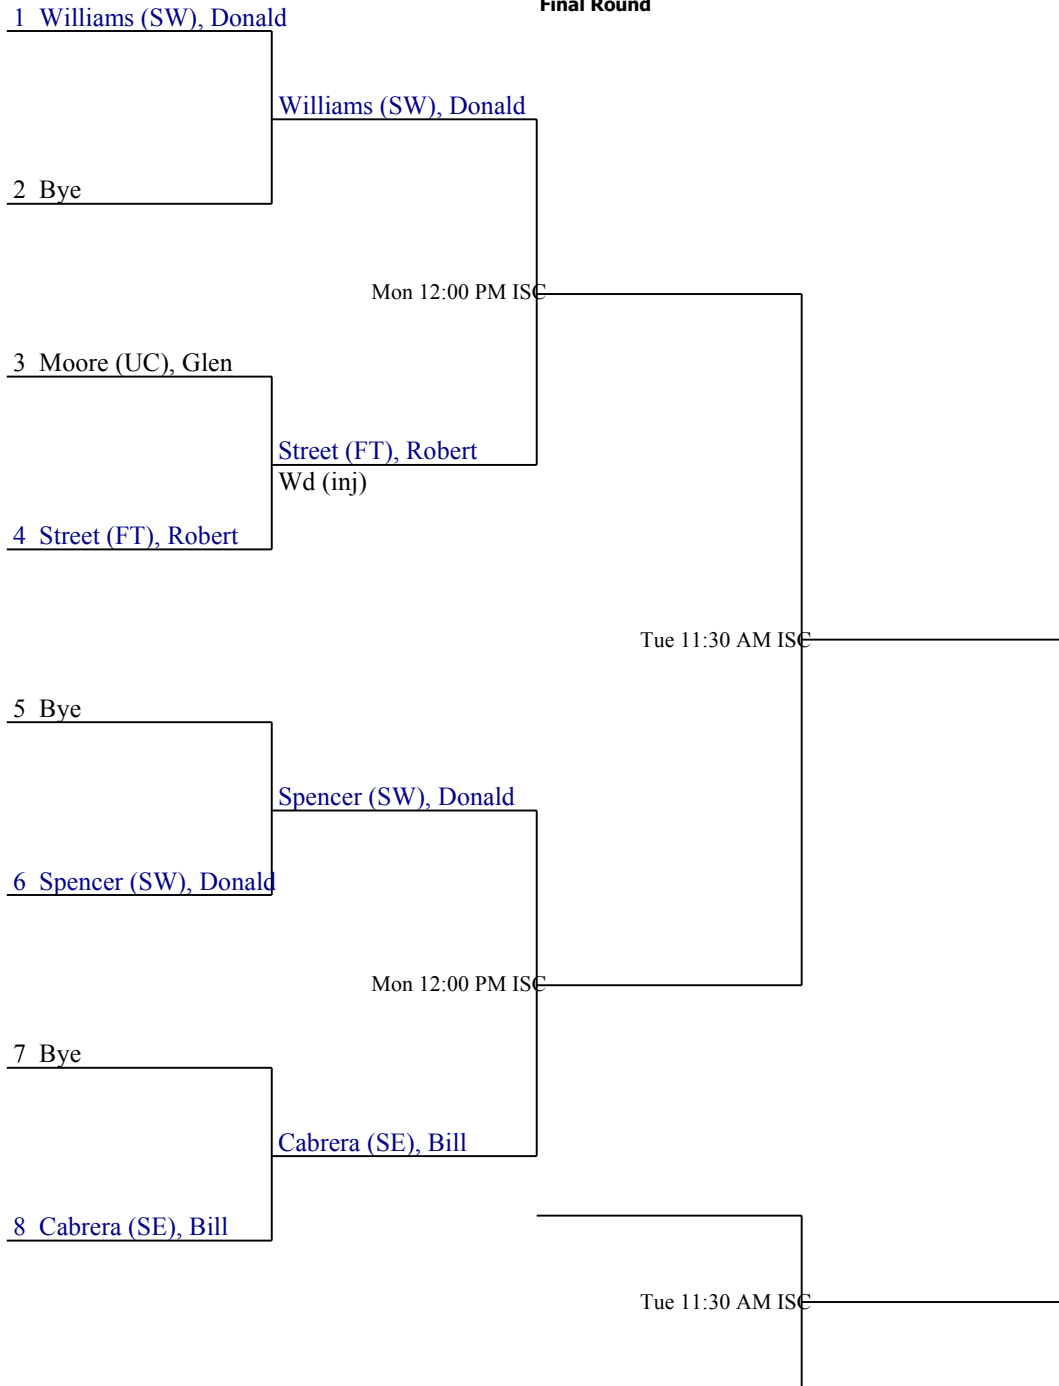 Final Round
1 Williams (SW), Donald
Williams (SW), Donald
2 Bye
Mon 12:00 PM ISC
3 Moore (UC), Glen
Street (FT), Robert
Wd (inj)
4 Street (FT), Robert
Tue 11:30 AM ISC
5 Bye
Spencer (SW), Donald
6 Spencer (SW), Donald
Mon 12:00 PM ISC
7 Bye
Cabrera (SE), Bill
8 Cabrera (SE), Bill
Tue 11:30 AM ISC